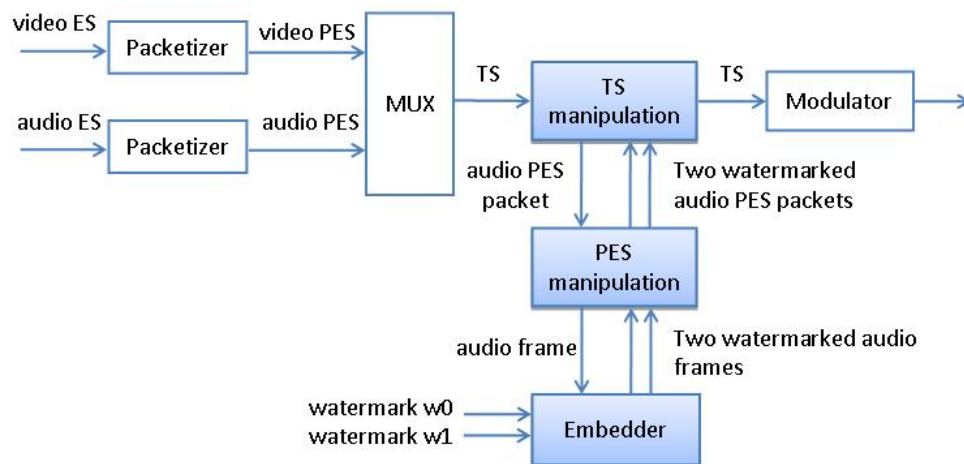 video ES
Packetizer
video PES
audio ES
Packetizer
audio PES
MUX
TS
TS
manipulation
TS
Modulator
audio PES
packet
Two watermarked
audio PES packets
PES
manipulation
audio frame
Two watermarked audio
frames
watermark w0
watermark w1
Embedder